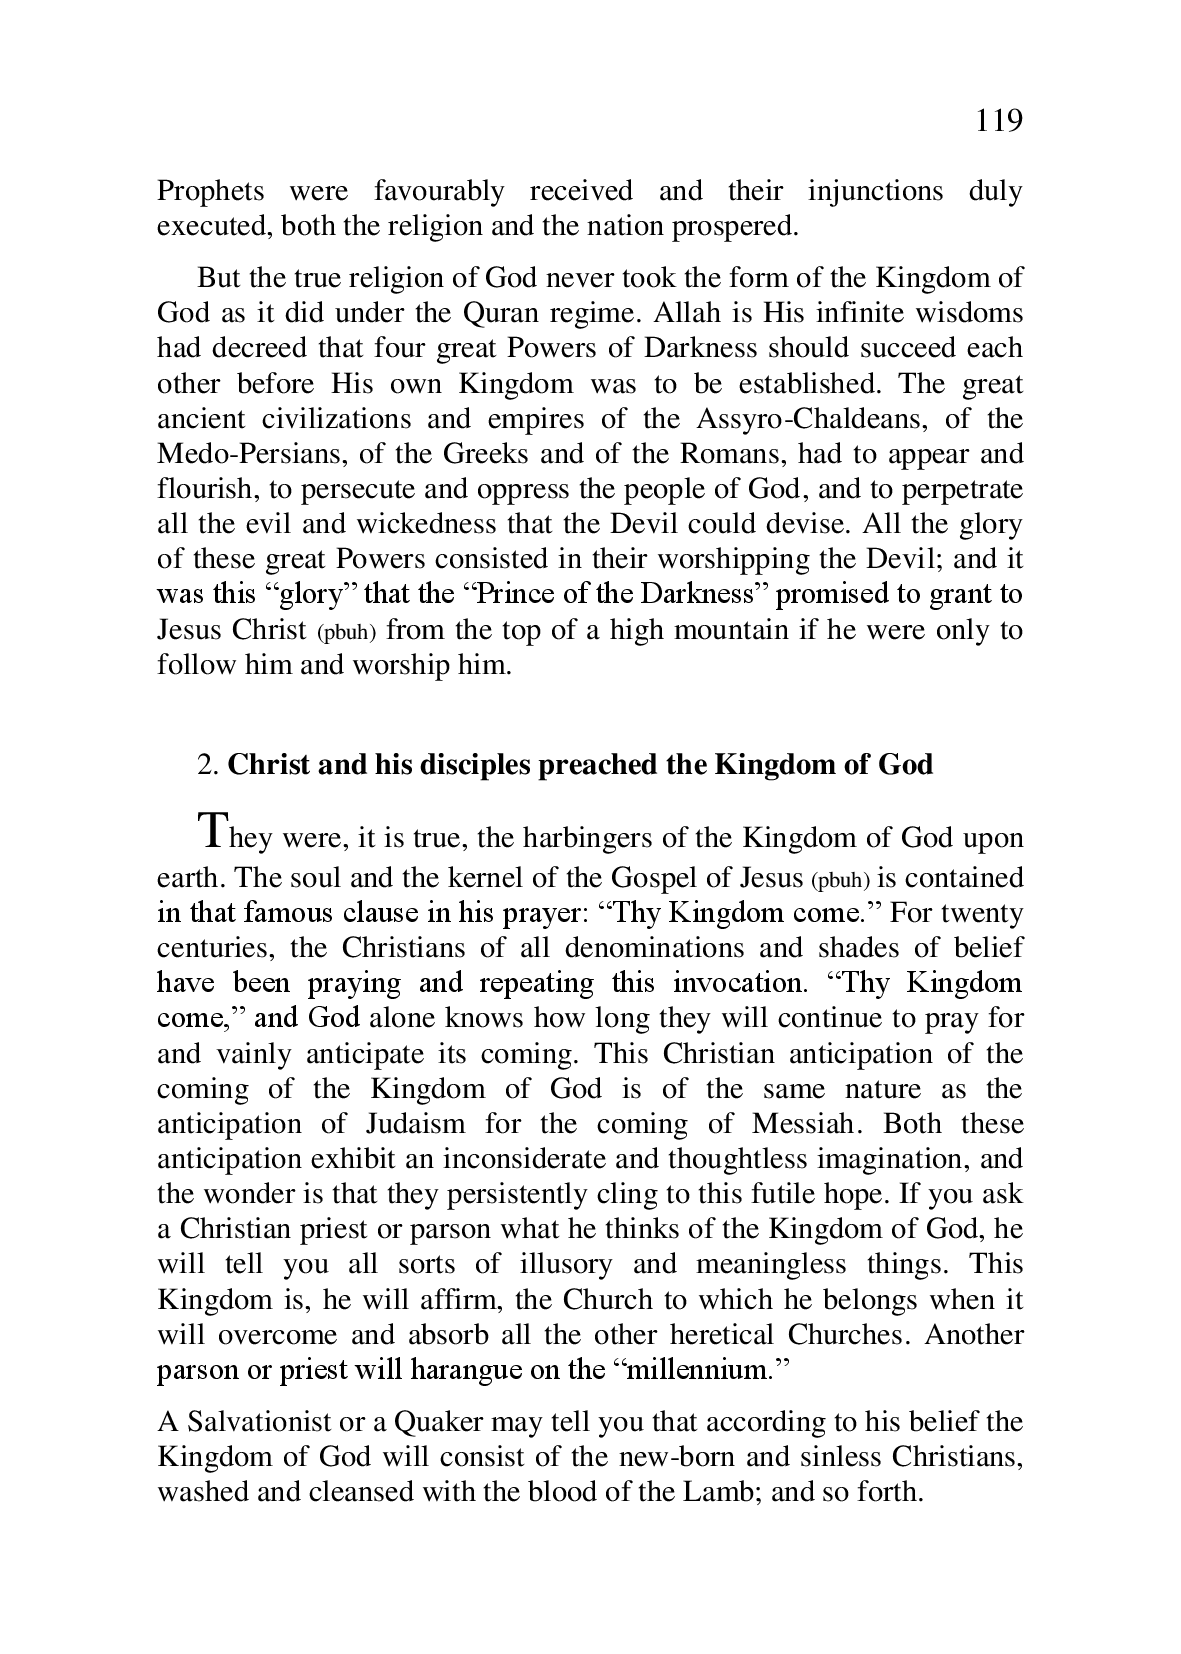 119
Prophets were favourably received and their injunctions duly
executed, both the religion and the nation prospered.
But the true religion of God never took the form of the Kingdom of
God as it did under the Quran regime. Allah is His infinite wisdoms
had decreed that four great Powers of Darkness should succeed each
other before His own Kingdom was to be established. The great
ancient civilizations and empires of the Assyro-Chaldeans, of the
Medo-Persians, of the Greeks and of the Romans, had to appear and
flourish, to persecute and oppress the people of God, and to perpetrate
all the evil and wickedness that the Devil could devise. All the glory
of these great Powers consisted in their worshipping the Devil; and it
was this “glory” that the “Prince of the Darkness” promised to grant to
Jesus Christ (pbuh) from the top of a high mountain if he were only to
follow him and worship him.
2. Christ and his disciples preached the Kingdom of God
They were, it is true, the harbingers of the Kingdom of God upon
earth. The soul and the kernel of the Gospel of Jesus (pbuh) is contained
in that famous clause in his prayer: “Thy Kingdom come.” For twenty
centuries, the Christians of all denominations and shades of belief
have been praying and repeating this invocation. “Thy Kingdom
come,” and God alone knows how long they will continue to pray for
and vainly anticipate its coming. This Christian anticipation of the
coming of the Kingdom of God is of the same nature as the
anticipation of Judaism for the coming of Messiah. Both these
anticipation exhibit an inconsiderate and thoughtless imagination, and
the wonder is that they persistently cling to this futile hope. If you ask
a Christian priest or parson what he thinks of the Kingdom of God, he
will tell you all sorts of illusory and meaningless things. This
Kingdom is, he will affirm, the Church to which he belongs when it
will overcome and absorb all the other heretical Churches. Another
parson or priest will harangue on the “millennium.”
A Salvationist or a Quaker may tell you that according to his belief the
Kingdom of God will consist of the new-born and sinless Christians,
washed and cleansed with the blood of the Lamb; and so forth.